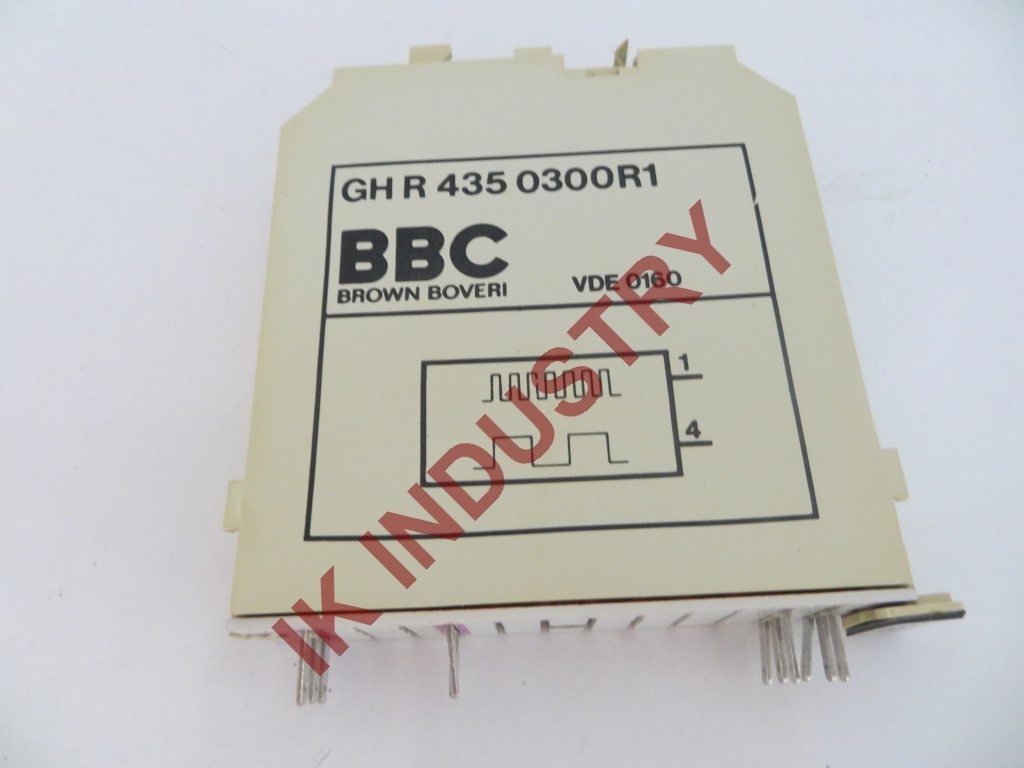 GH R 435 0300R1
BBC
BROWN BOVERI VDE 0160
1
4
IK INDUSTRY